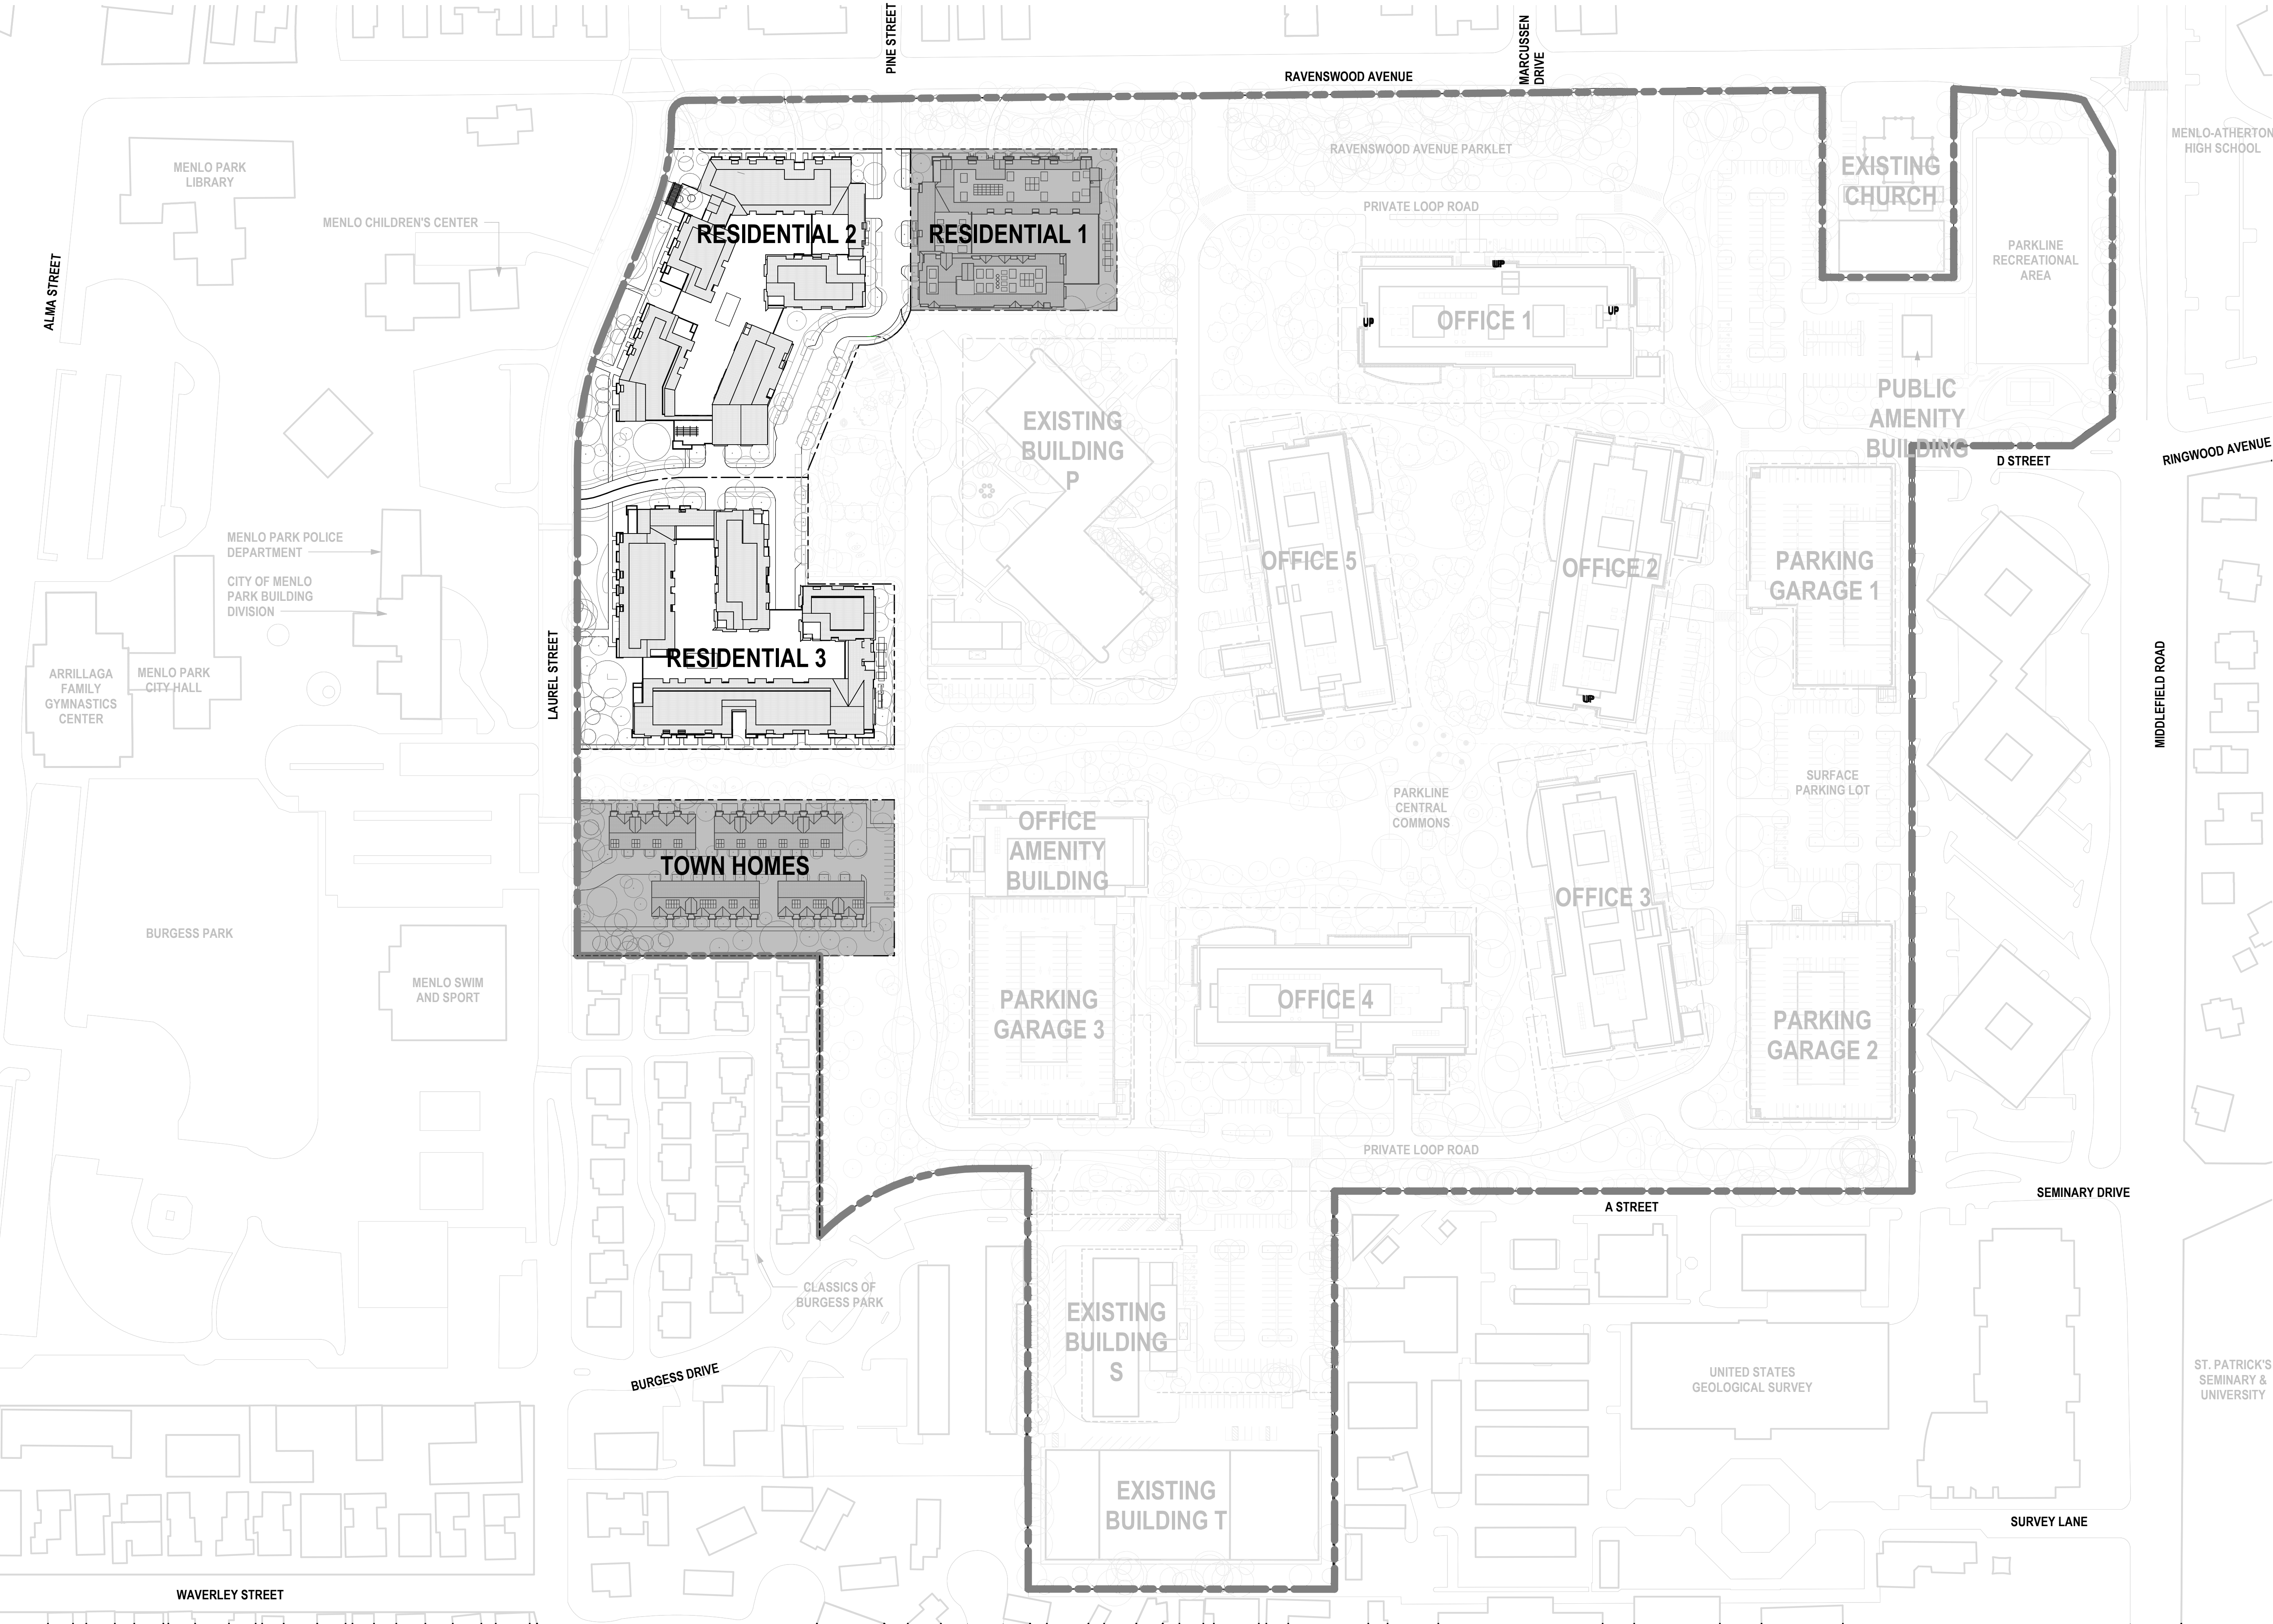 PINE STREET
MARCUSSEN
DRIVE
RAVENSWOOD AVENUE
MENLO-ATHERTON
HIGH SCHOOL
RAVENSWOOD AVENUE PARKLET
MENLO PARK
LIBRARY
EXISTING
CHURCH
PRIVATE LOOP ROAD
MENLO CHILDREN'S CENTER
RESIDENTIAL 2
RESIDENTIAL 1
PARKLINE
RECREATIONAL
AREA
ALMA STREET
UP
UP
UP
OFFICE 1
PUBLIC
AMENITY
BUILDING
EXISTING
BUILDING
P
D STREET
RINGWOOD AVENUE
MENLO PARK POLICE
DEPARTMENT
CITY OF MENLO
PARK BUILDING
DIVISION
OFFICE 5
OFFICE 2
PARKING
GARAGE 1
RESIDENTIAL 3
LAUREL STREET
ARRILLAGA
FAMILY
GYMNASTICS
CENTER
MENLO PARK
CITY HALL
UP
MIDDLEFIELD ROAD
SURFACE
PARKING LOT
PARKLINE
CENTRAL
COMMONS
OFFICE
AMENITY
BUILDING
TOWN HOMES
OFFICE 3
BURGESS PARK
MENLO SWIM
AND SPORT
PARKING
GARAGE 3
OFFICE 4
PARKING
GARAGE 2
PRIVATE LOOP ROAD
SEMINARY DRIVE
A STREET
CLASSICS OF
BURGESS PARK
EXISTING
BUILDING
S
BURGESS DRIVE
UNITED STATES
GEOLOGICAL SURVEY
ST. PATRICK'S
SEMINARY &
UNIVERSITY
EXISTING
BUILDING T
SURVEY LANE
WAVERLEY STREET